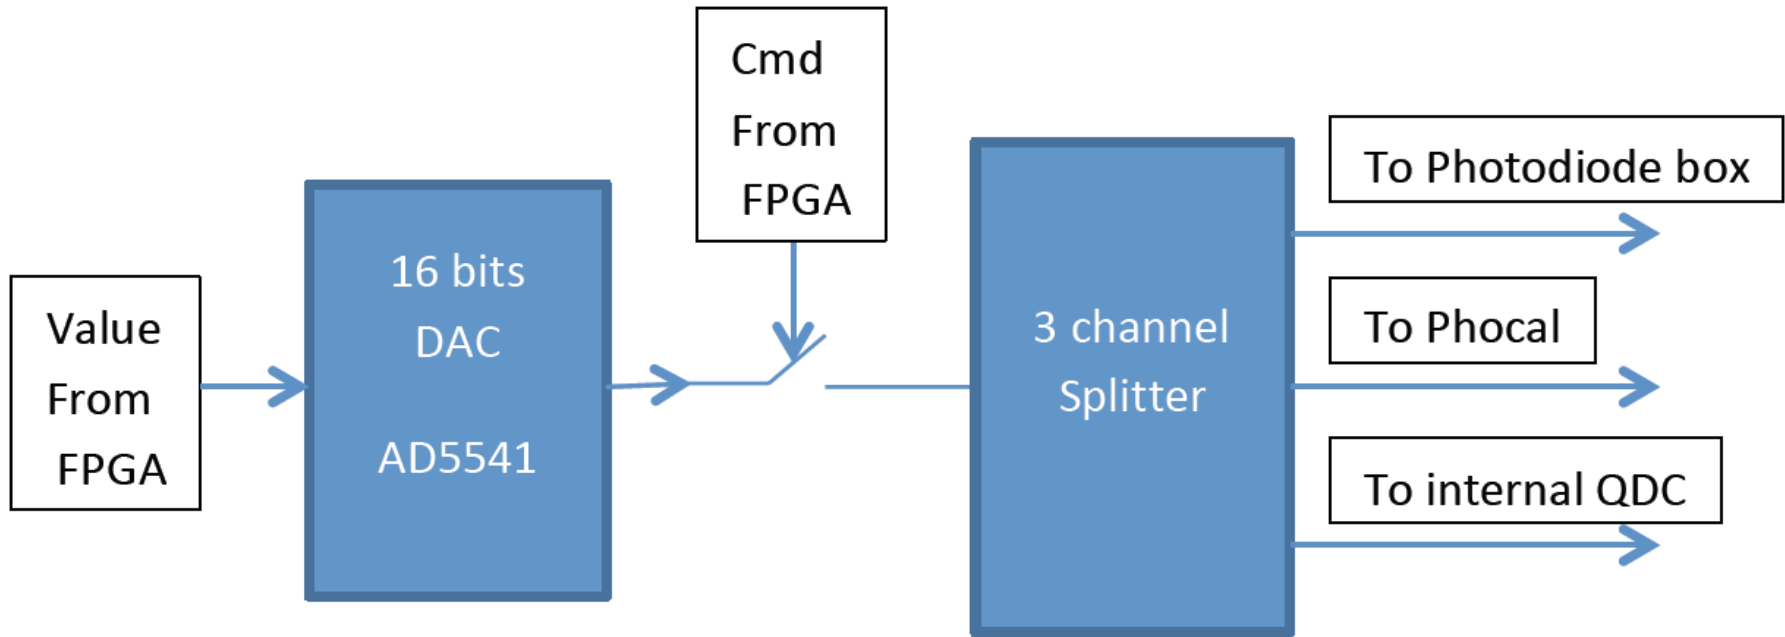 Value
From
FPGA
16 bits
DAC
AD5541
Cmd
From
FPGA
3 channel
Splitter
To Photodiode box
To Phocal
To internal QDC